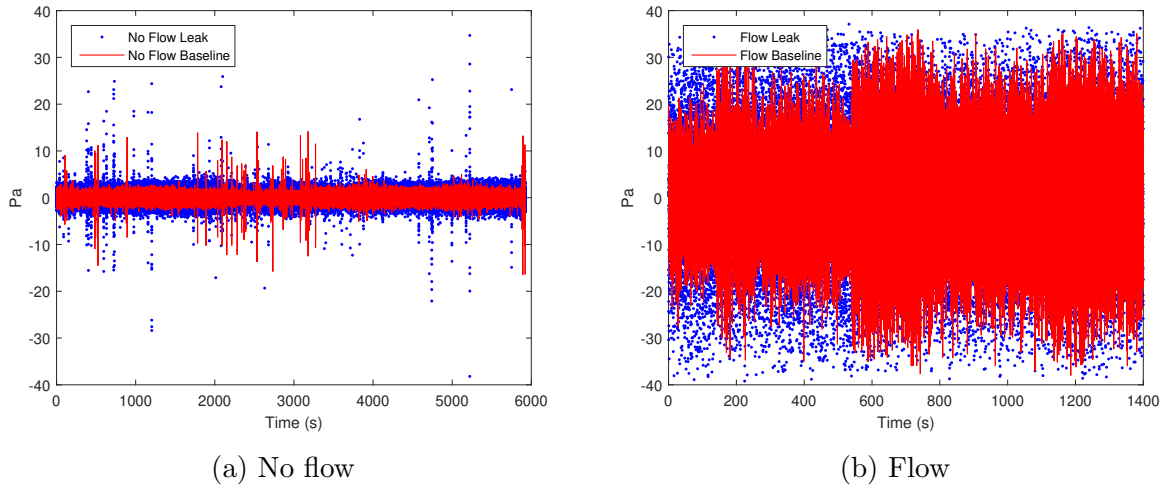 40
30
20
10
0
-10
-20
-30
-40
Pa
No Flow Leak
No Flow Baseline
0 1000 2000 3000 4000 5000 6000
Time (s)
(a) No flow
40
30
20
10
0
-10
-20
-30
-40
Pa
Flow Leak
Flow Baseline
0 200 400 600 800 1000 1200 1400
Time (s)
(b) Flow